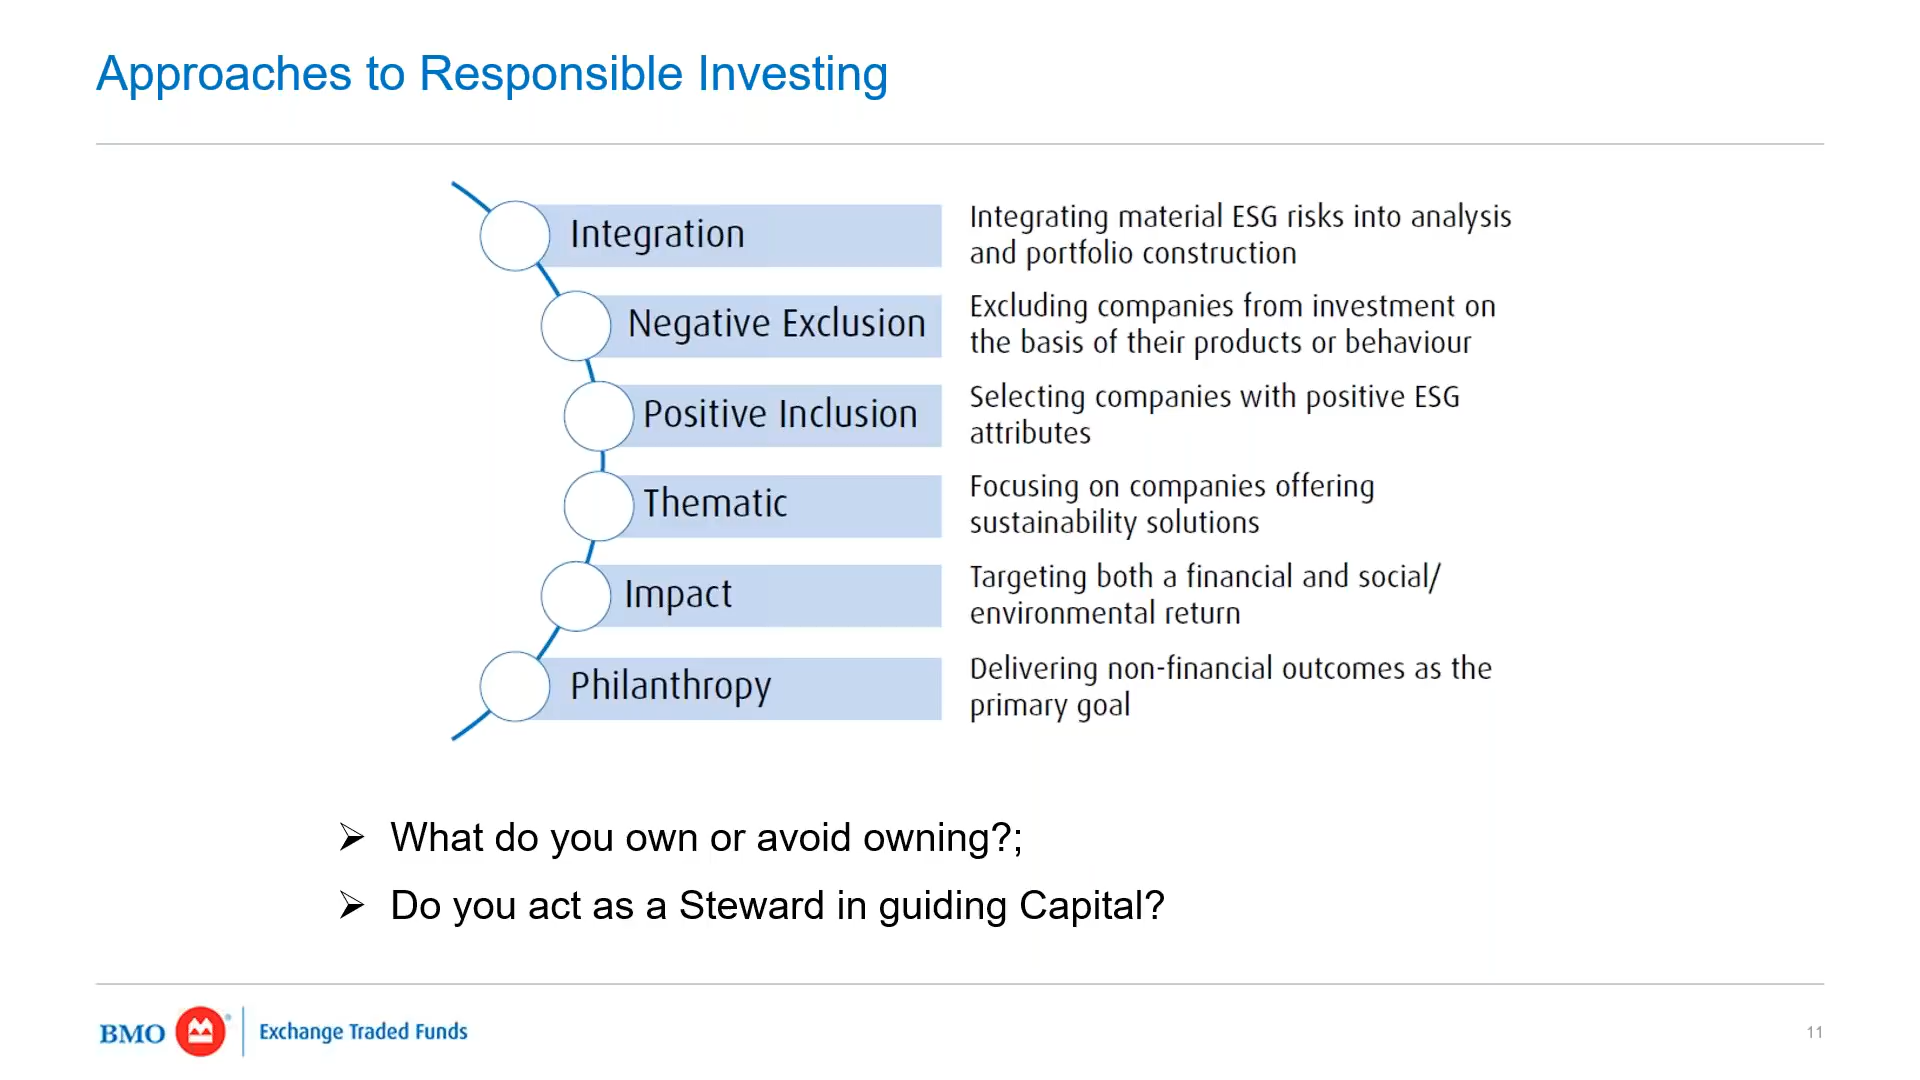 Approaches to Responsible Investing
Integration
Integrating material ESG risks into analysis
and portfolio construction
Negative Exclusion
Excluding companies from investment on
the basis of their products or behaviour
Positive Inclusion
Selecting companies with positive ESG
attributes
Thematic
Focusing on companies offering
sustainability solutions
Impact
Targeting both a financial and social/
environmental return
Philanthropy
Delivering non-financial outcomes as the
primary goal
➢ What do you own or avoid owning?;
➢ Do you act as a Steward in guiding Capital?
BMO ® Exchange Traded Funds
11